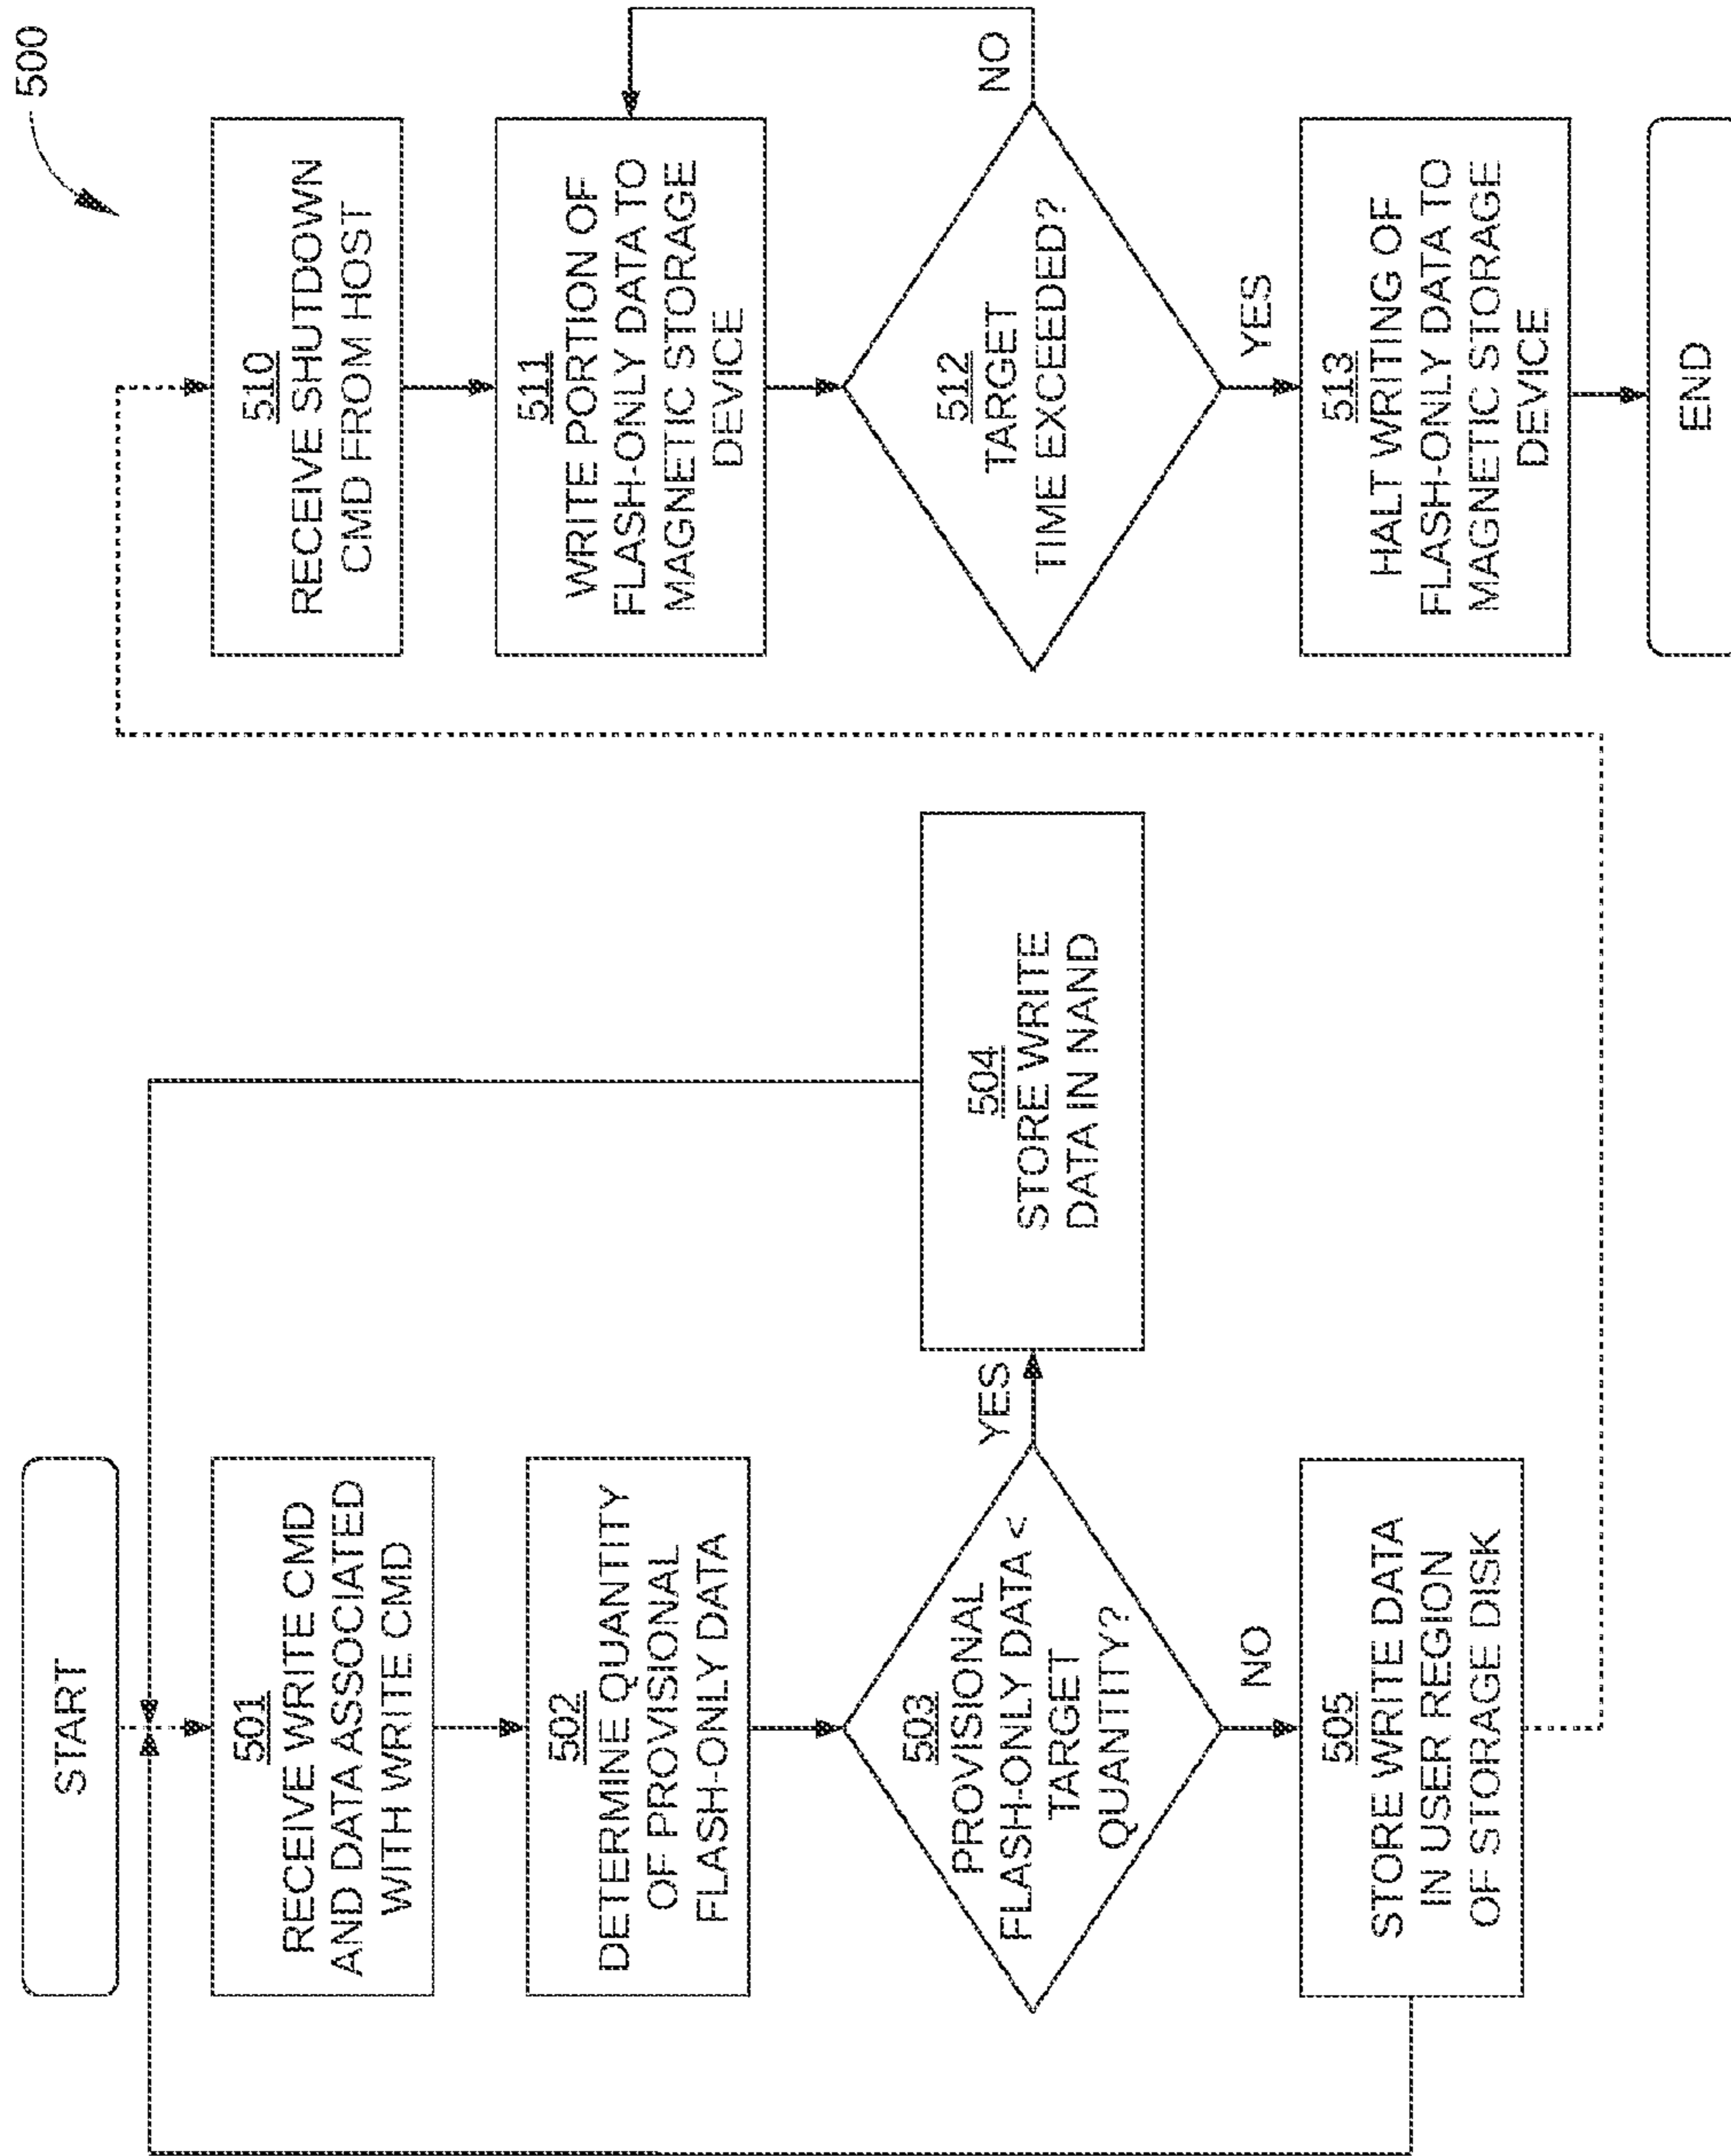 500
START
501
RECEIVE WRITE CMD
AND DATA ASSOCIATED
WITH WRITE CMD
502
DETERMINE QUANTITY
OF PROVISIONAL
FLASH-ONLY DATA
503
PROVISIONAL
FLASH-ONLY DATA <
TARGET
QUANTITY?
YES
NO
504
STORE WRITE
DATA IN NAND
505
STORE WRITE DATA
IN USER REGION
OF STORAGE DISK
510
RECEIVE SHUTDOWN
CMD FROM HOST
511
WRITE PORTION OF
FLASH-ONLY DATA TO
MAGNETIC STORAGE
DEVICE
512
TARGET
TIME EXCEEDED?
NO
YES
513
HALT WRITING OF
FLASH-ONLY DATA TO
MAGNETIC STORAGE
DEVICE
END